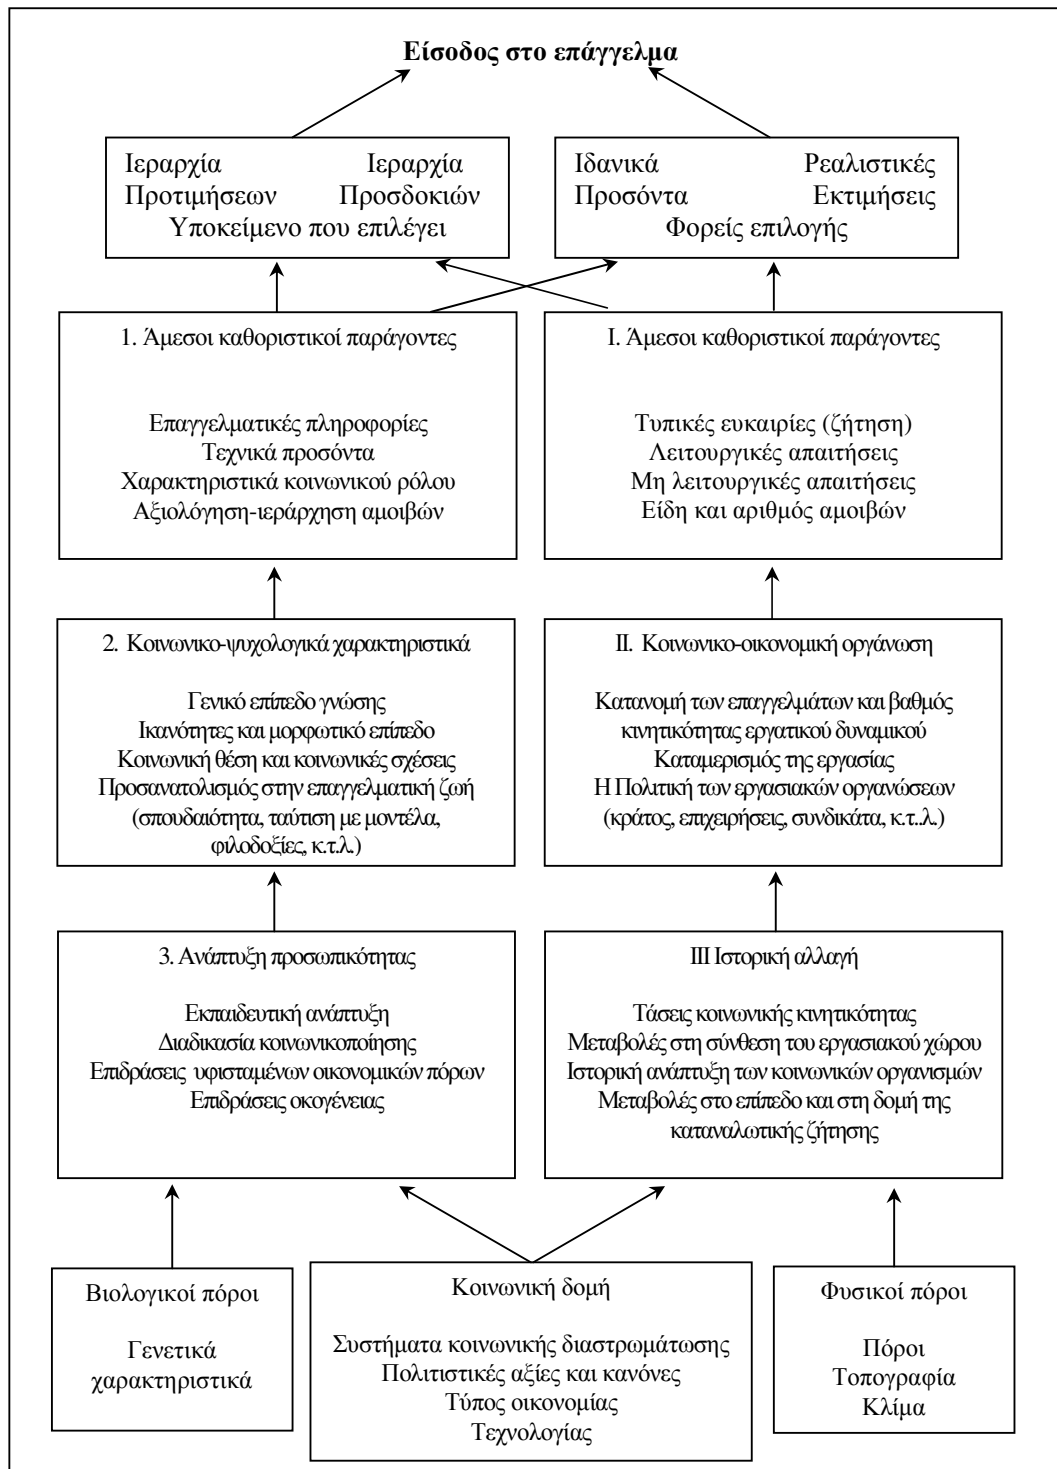 Είσοδος στο επάγγελμα
Ιεραρχία Ιεραρχία
Προτιμήσεων Προσδοκιών
Υποκείμενο που επιλέγει
Ιδανικά Ρεαλιστικές
Προσόντα Εκτιμήσεις
Φορείς επιλογής
1. Άμεσοι καθοριστικοί παράγοντες
Επαγγελματικές πληροφορίες
Τεχνικά προσόντα
Χαρακτηριστικά κοινωνικού ρόλου
Αξιολόγηση-ιεράρχηση αμοιβών
Ι. Άμεσοι καθοριστικοί παράγοντες
Τυπικές ευκαιρίες (ζήτηση)
Λειτουργικές απαιτήσεις
Μη λειτουργικές απαιτήσεις
Είδη και αριθμός αμοιβών
2. Κοινωνικο-ψυχολογικά χαρακτηριστικά
Γενικό επίπεδο γνώσης
Ικανότητες και μορφωτικό επίπεδο
Κοινωνική θέση και κοινωνικές σχέσεις
Προσανατολισμός στην επαγγελματική ζωή
(σπουδαιότητα, ταύτιση με μοντέλα,
φιλοδοξίες, κ.τ.λ.)
ΙΙ. Κοινωνικο-οικονομική οργάνωση
Κατανομή των επαγγελμάτων και βαθμός
κινητικότητας εργατικού δυναμικού
Καταμερισμός της εργασίας
Η Πολιτική των εργασιακών οργανώσεων
(κράτος, επιχειρήσεις, συνδικάτα, κ.τ..λ.)
3. Ανάπτυξη προσωπικότητας
Εκπαιδευτική ανάπτυξη
Διαδικασία κοινωνικοποίησης
Επιδράσεις υφισταμένων οικονομικών πόρων
Επιδράσεις οκογένειας
ΙΙΙ Ιστορική αλλαγή
Τάσεις κοινωνικής κινητικότητας
Μεταβολές στη σύνθεση του εργασιακού χώρου
Ιστορική ανάπτυξη των κοινωνικών οργανισμών
Μεταβολές στο επίπεδο και στη δομή της
καταναλωτικής ζήτησης
Βιολογικοί πόροι
Γενετικά
χαρακτηριστικά
Κοινωνική δομή
Συστήματα κοινωνικής διαστρωμάτωσης
Πολιτιστικές αξίες και κανόνες
Τύπος οικονομίας
Τεχνολογίας
Φυσικοί πόροι
Πόροι
Τοπογραφία
Κλίμα